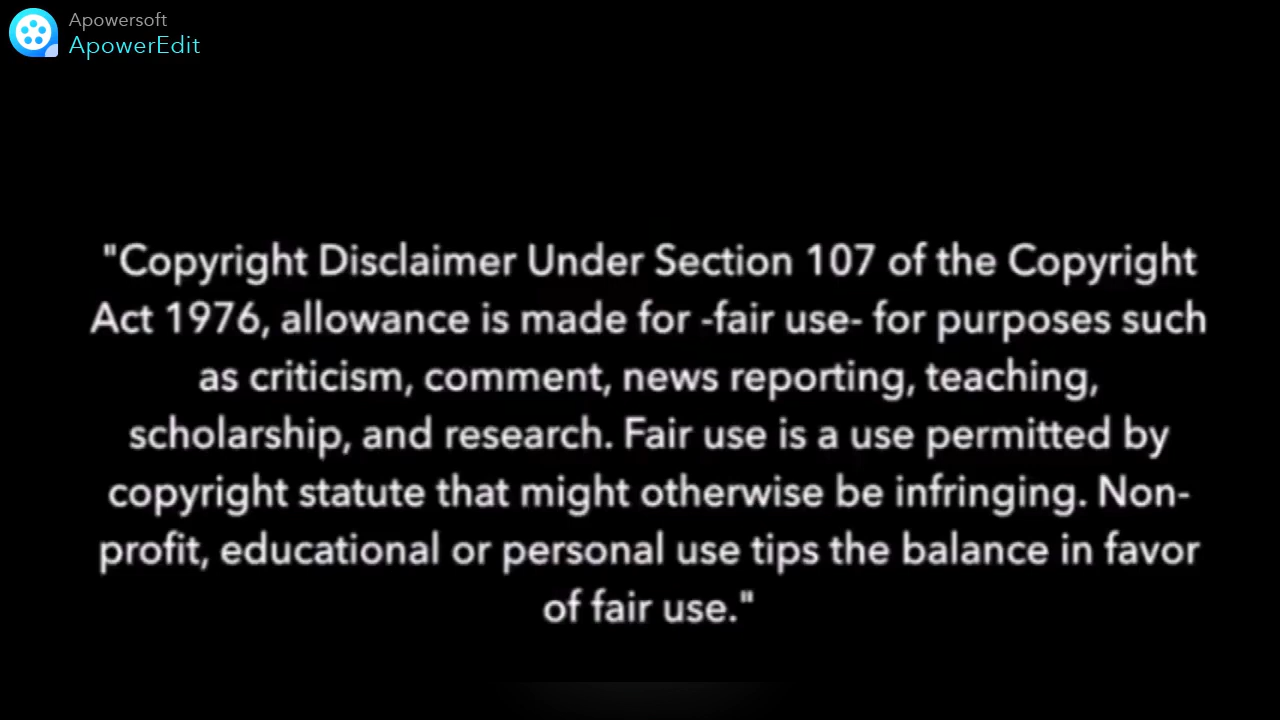 Apowersoft
ApowerEdit
"Copyright Disclaimer Under Section 107 of the Copyright
Act 1976, allowance is made for -fair use- for purposes such
as criticism, comment, news reporting, teaching,
scholarship, and research. Fair use is a use permitted by
copyright statute that might otherwise be infringing. Non-
profit, educational or personal use tips the balance in favor
of fair use."